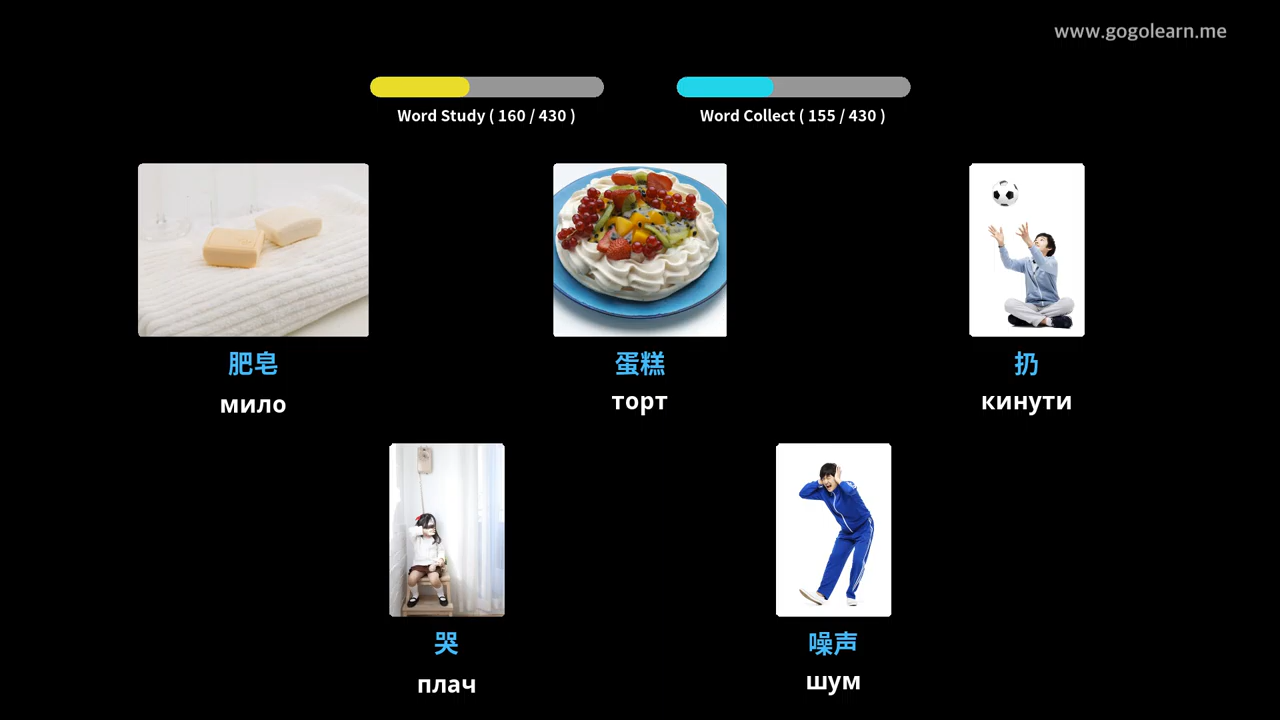 www.gogolearn.me
Word Study ( 160 / 430 )
Word Collect ( 155 / 430 )
肥皂
蛋糕
扔
мило
торт
кинути
哭
噪声
плач
шум